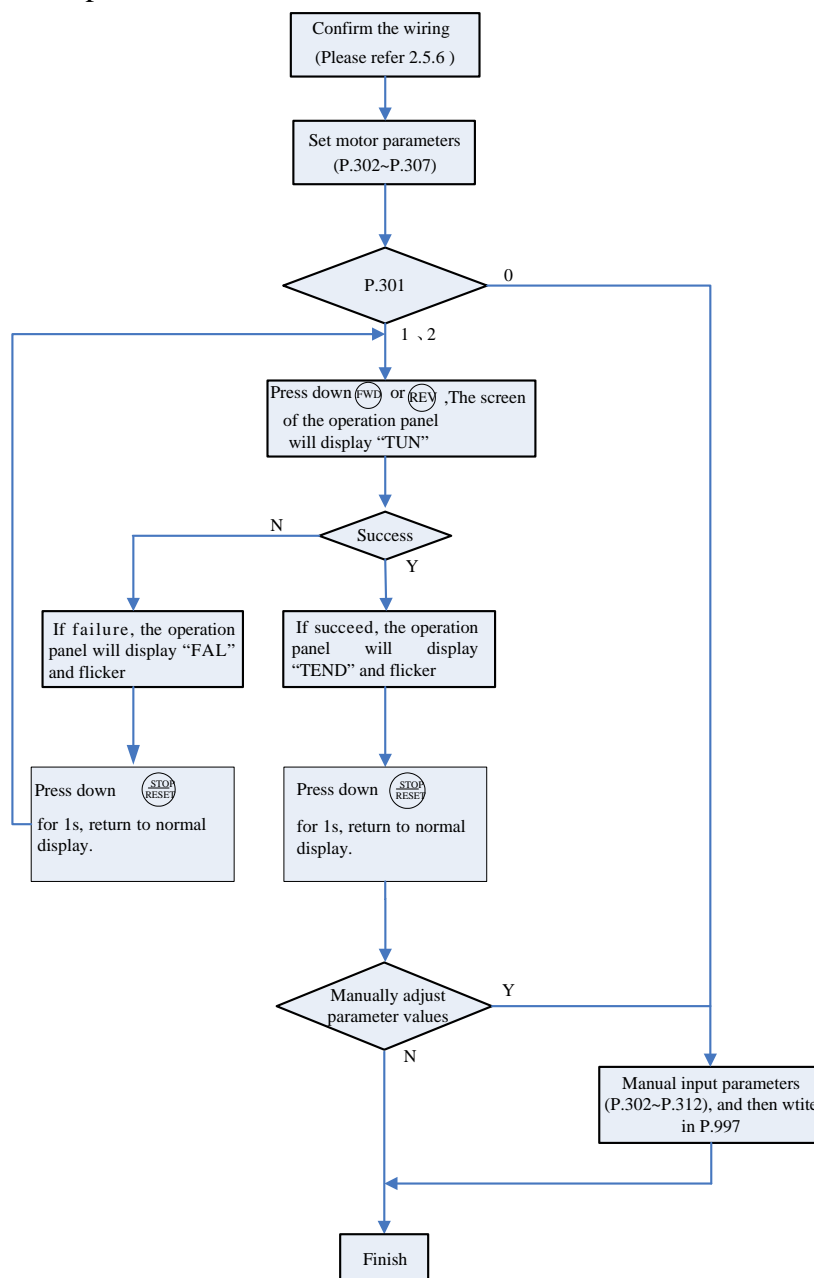 Confirm the wiring
(Please refer 2.5.6 )
Set motor parameters
(P.302~P.307)
P.301
0
1 、2
Press down FWD or REV ,The screen
of the operation panel
will display “TUN”
N
Success
Y
If failure, the operation
panel will display “FAL”
and flicker
If succeed, the operation
panel will display
“TEND” and flicker
Press down STOP
RESET
for 1s, return to normal
display.
Press down STOP
RESET
for 1s, return to normal
display.
Manually adjust
parameter values
Y
N
Manual input parameters
(P.302~P.312), and then wtite
in P.997
Finish